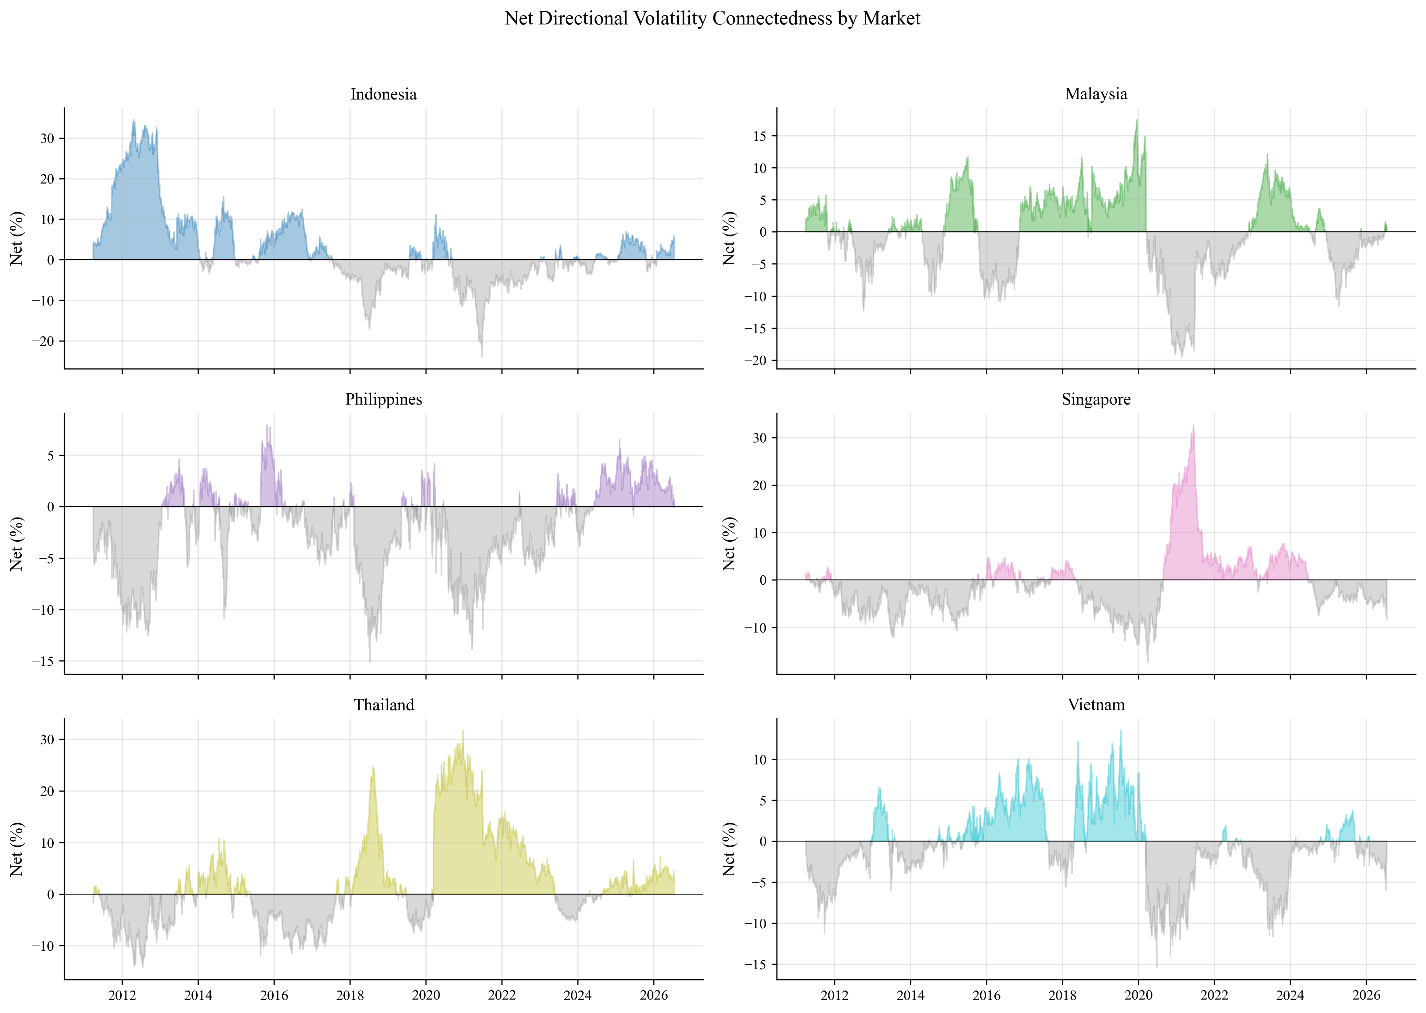 Net Directional Volatility Connectedness by Market
Indonesia
Net (%)
30
20
10
0
−10
−20
Malaysia
Net (%)
15
10
5
0
−5
−10
−15
−20
Philippines
Net (%)
5
0
−5
−10
−15
Singapore
Net (%)
30
20
10
0
−10
Thailand
Net (%)
30
20
10
0
−10
2012 2014 2016 2018 2020 2022 2024 2026
Vietnam
Net (%)
10
5
0
−5
−10
−15
2012 2014 2016 2018 2020 2022 2024 2026